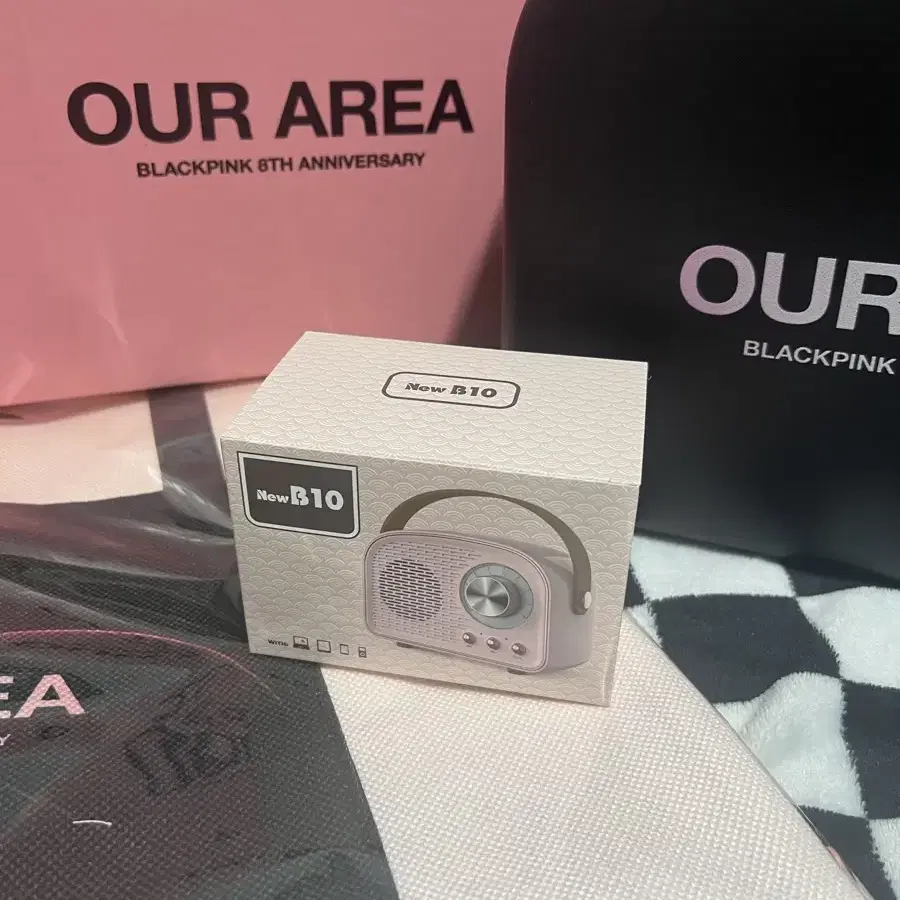 OUR AREA
BLACKPINK 8TH ANNIVERSARY
OUR
BLACKPINK
New B10
New B10
EA
Y